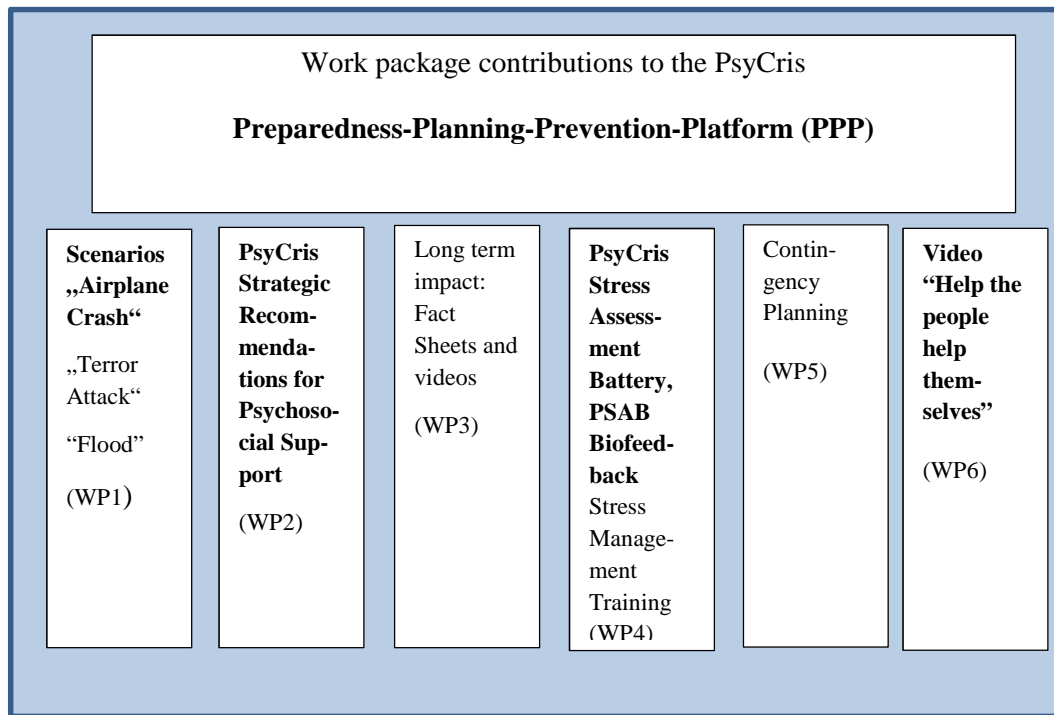 Work package contributions to the PsyCris
Preparedness-Planning-Prevention-Platform (PPP)
Scenarios
„Airplane
Crash“
„Terror
Attack“
“Flood”
(WP1)
PsyCris
Strategic
Recom-
menda-
tions for
Psychoso-
cial Sup-
port
(WP2)
Long term
impact:
Fact
Sheets and
videos
(WP3)
PsyCris
Stress
Assess-
ment
Battery,
PSAB
Biofeed-
back
Stress
Manage-
ment
Training
(WP4)
Contin-
gency
Planning
(WP5)
Video
“Help the
people
help
them-
selves”
(WP6)